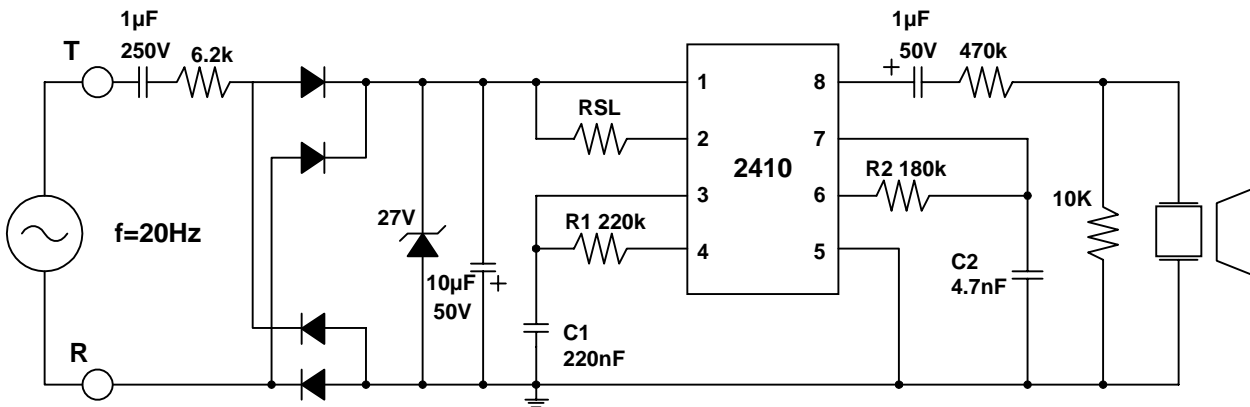 1μF
250V
T
6.2k
f=20Hz
R
27V
10μF
+
50V
RSL
R1 220k
C1
220nF
1
2
3
4
2410
8
7
6
5
1μF
50V
+
470k
R2 180k
C2
4.7nF
10K